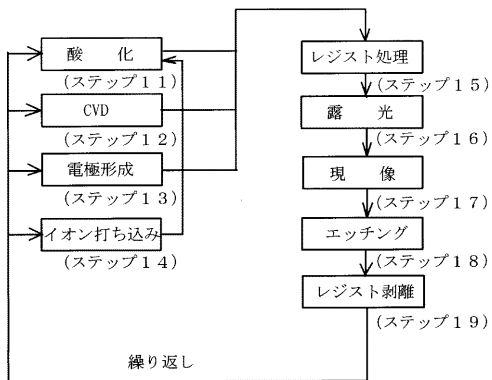 酸　化
(ステップ１１)
CVD
(ステップ１２)
電極形成
(ステップ１３)
イオン打ち込み
(ステップ１４)
レジスト処理
(ステップ１５)
露　光
(ステップ１６)
現　像
(ステップ１７)
エッチング
(ステップ１８)
レジスト剥離
(ステップ１９)
繰り返し